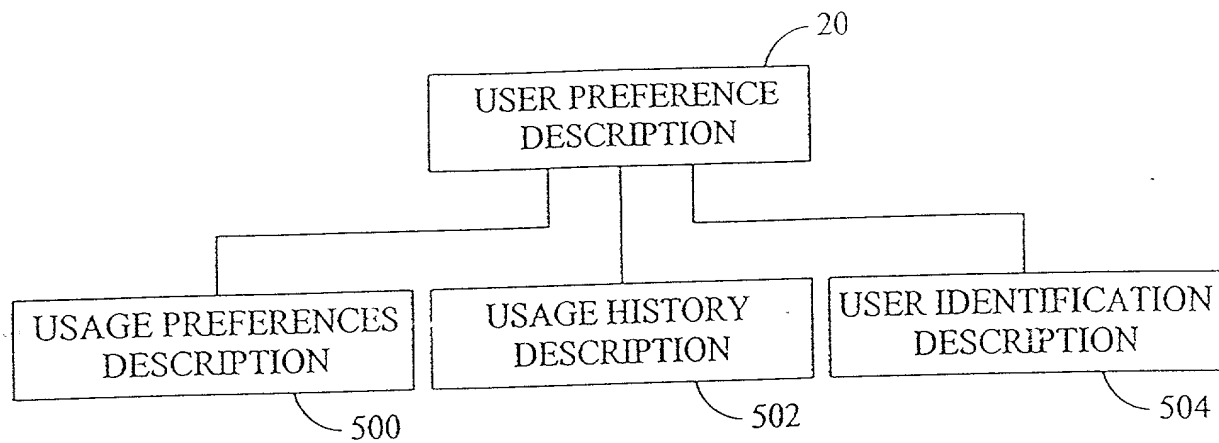 20
USER PREFERENCE
DESCRIPTION
USAGE PREFERENCES
DESCRIPTION
500
USAGE HISTORY
DESCRIPTION
502
USER IDENTIFICATION
DESCRIPTION
504